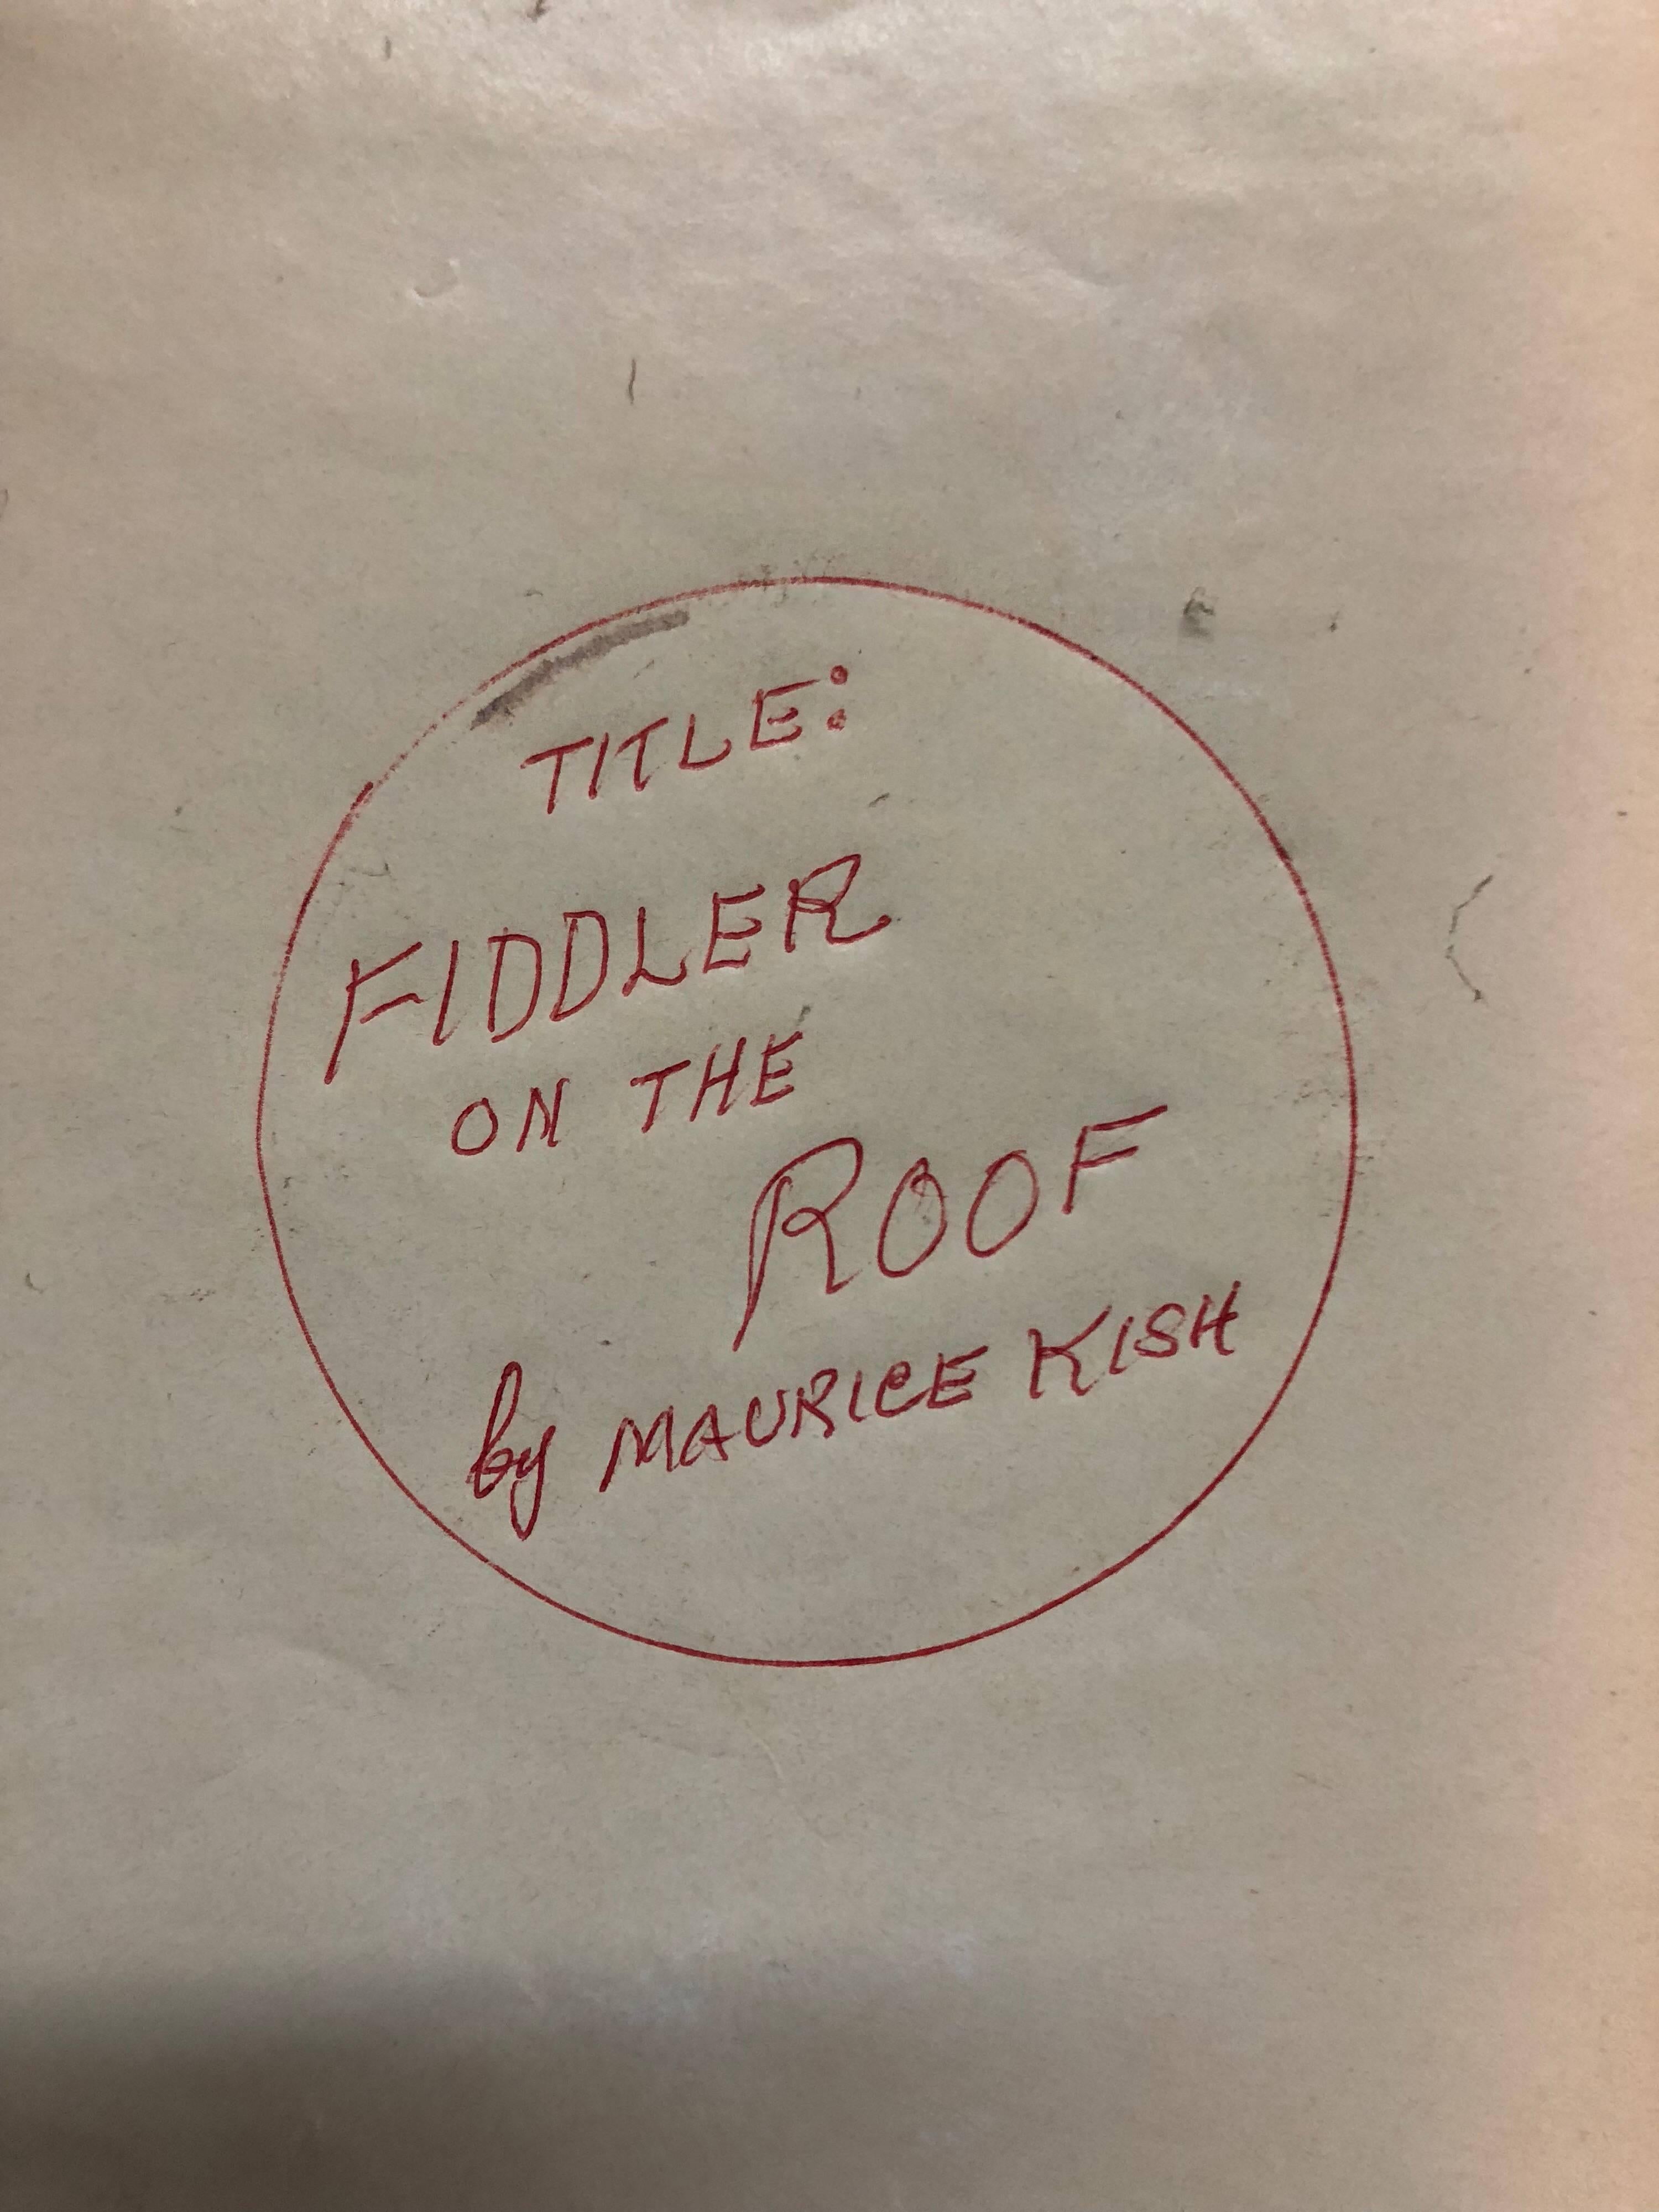 TITLE:
FIDDLER
ON THE
ROOF
by MAURICE KISH